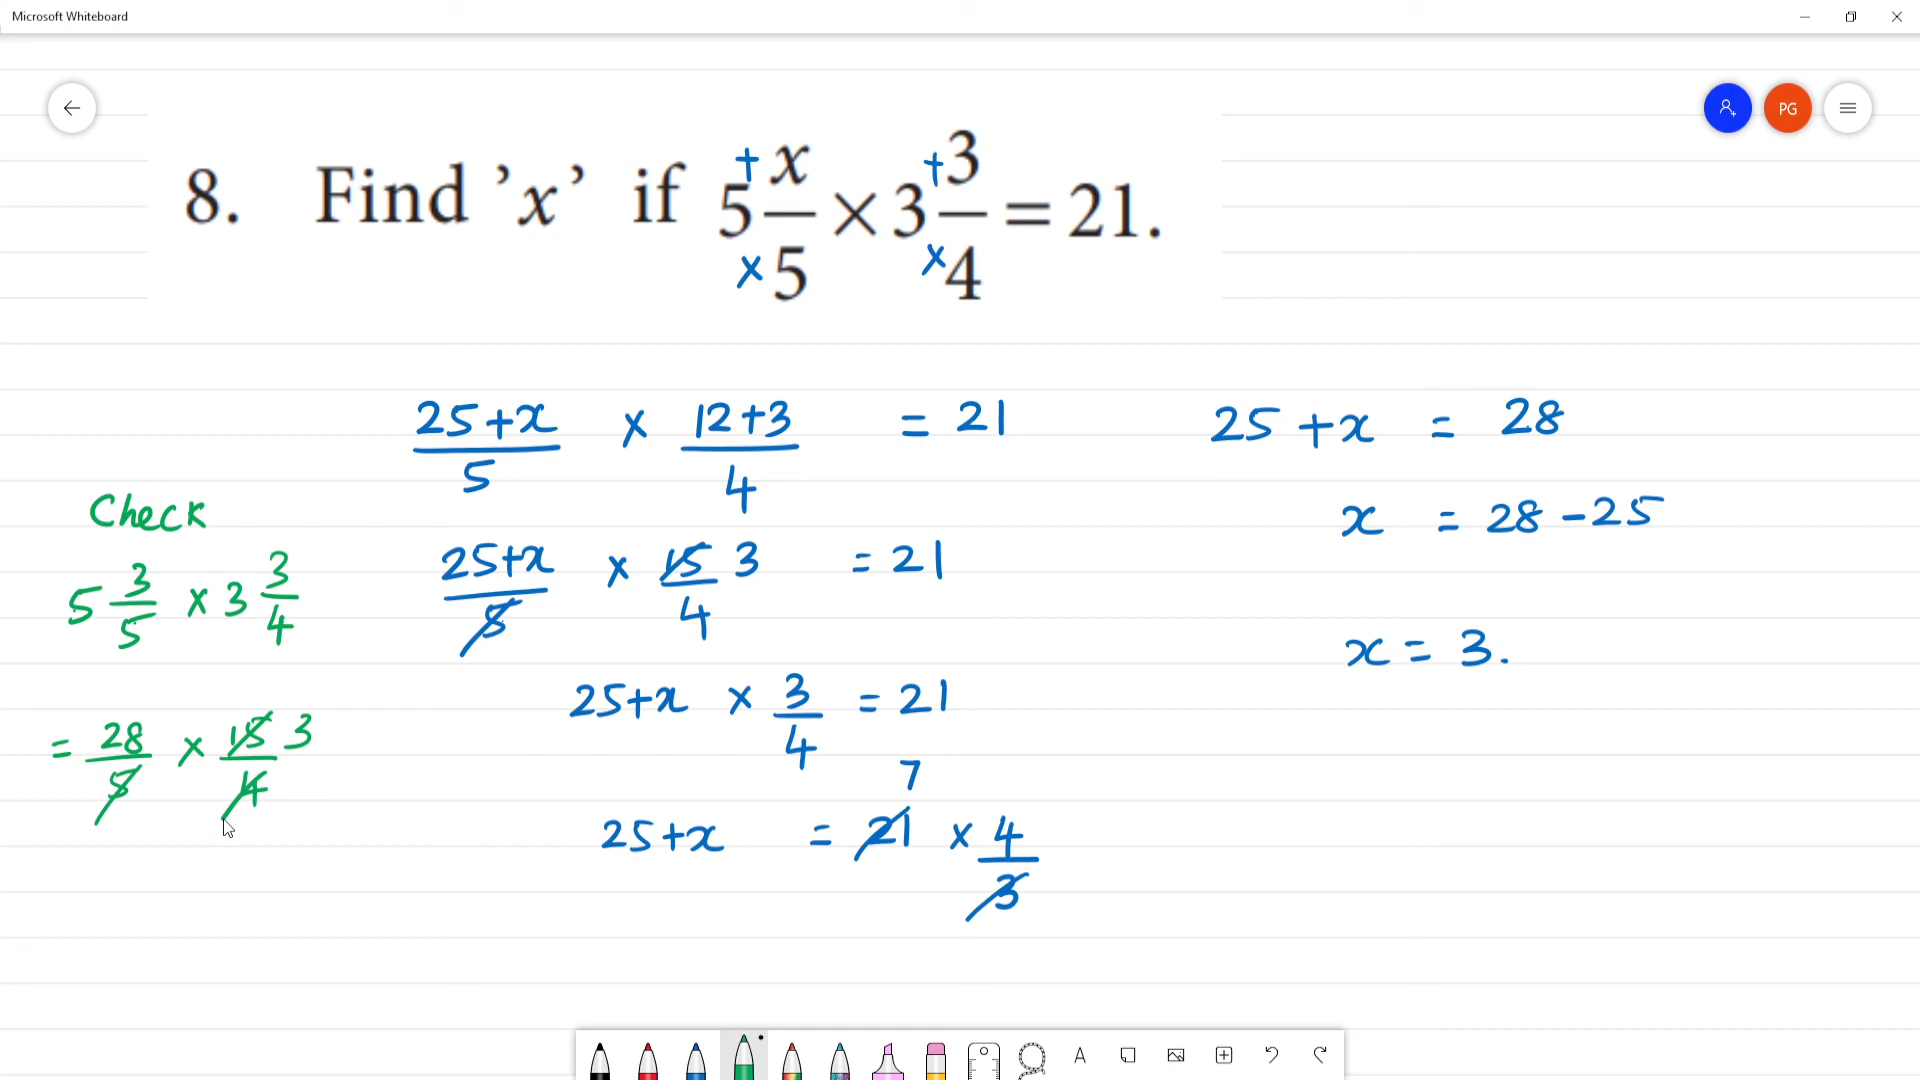 Microsoft Whiteboard
PG
8. Find 'x' if 5 + x/5 × 3 + 3/4 = 21.
× ×
25+x/5 × 12+3/4 = 21
25+x/5 × 15/4 3 = 21
25+x × 3/4 = 21
7
25+x = 21 × 4/3
25+x = 28
x = 28-25
x = 3.
Check
5 3/5 × 3 3/4
= 28/5 × 15/4 3
A